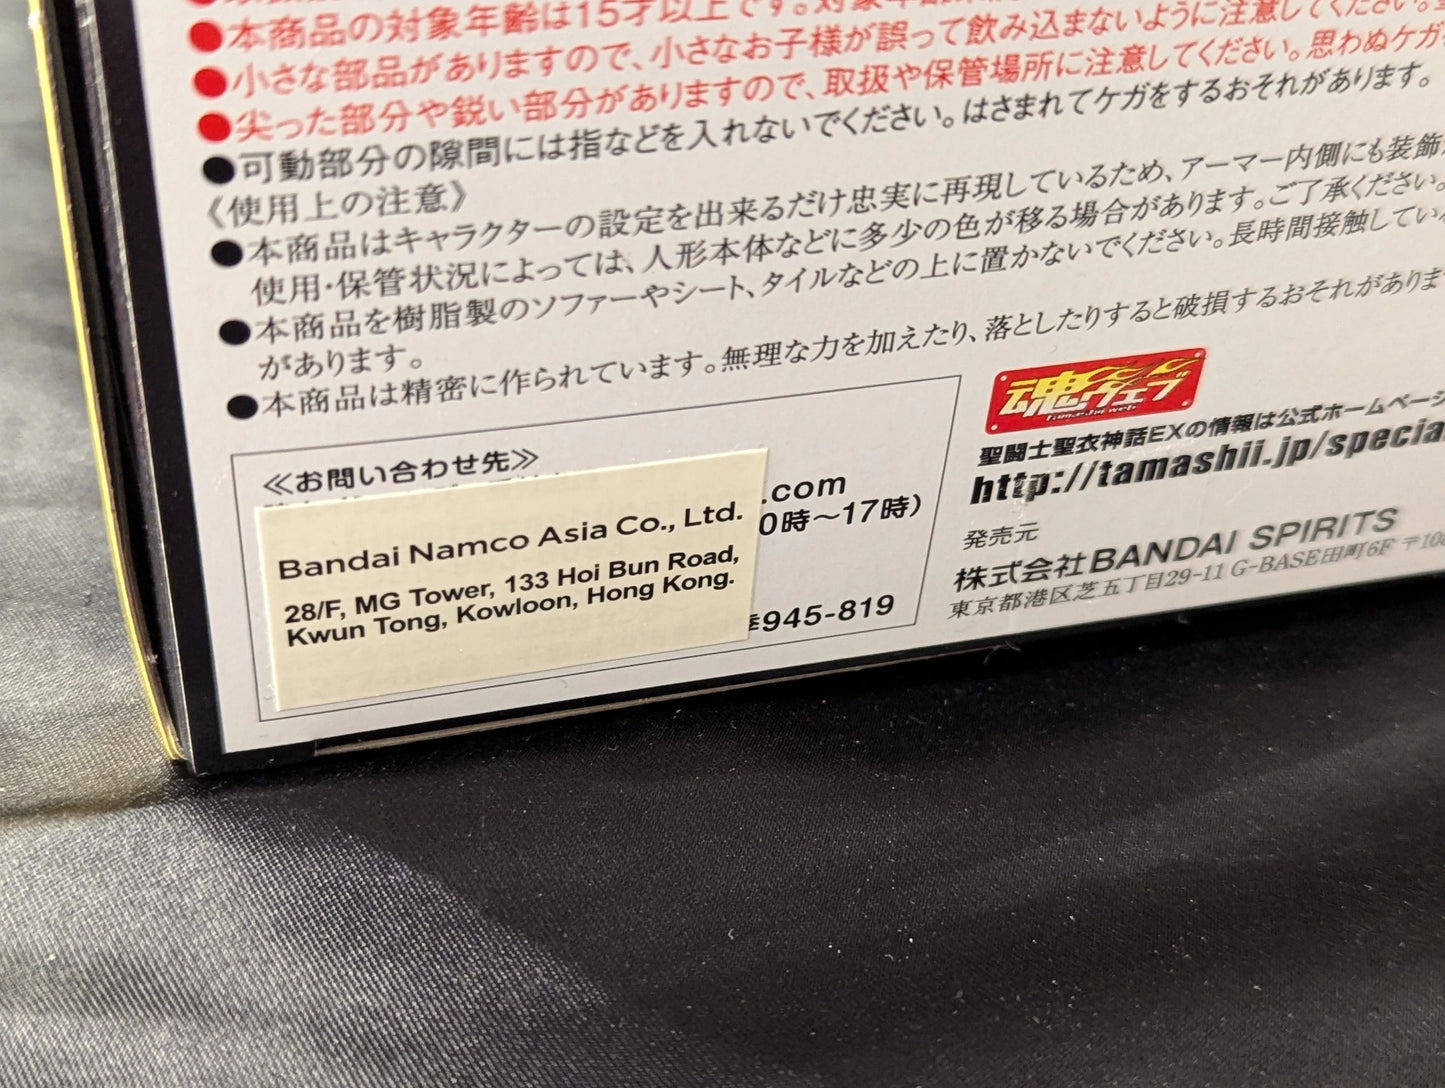 ●本商品の対象年齢は15才以上です。
●小さな部品がありますので、小さなお子様が誤って飲み込まないように注意してください。
●尖った部分や鋭い部分がありますので、取扱や保管場所に注意してください。思わぬケガ
●可動部分の隙間には指などを入れないでください。はさまれてケガをするおそれがあります。
《使用上の注意》
●本商品はキャラクターの設定を出来るだけ忠実に再現しているため、アーマー内側にも装飾
使用・保管状況によっては、人形本体などに多少の色が移る場合があります。ご了承ください。
●本商品を樹脂製のソファーやシート、タイルなどの上に置かないでください。長時間接触してい
があります。
●本商品は精密に作られています。無理な力を加えたり、落としたりすると破損するおそれがありま
≪お問い合わせ先≫
.com
0時〜17時）
945-819
Bandai Namco Asia Co., Ltd.
28/F, MG Tower, 133 Hoi Bun Road,
Kwun Tong, Kowloon, Hong Kong.
魂ウェブ
tamashii web
聖闘士聖衣神話EXの情報は公式ホームページ
http://tamashii.jp/special
発売元
株式会社BANDAI SPIRITS
東京都港区芝五丁目29-11 G-BASE田町6F 〒108